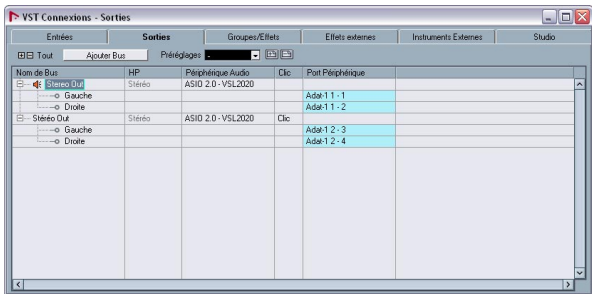 VST Connexions - Sorties
Entrées Sorties Groupes/Effets Effets externes Instruments Externes Studio
Tout Ajouter Bus Préréglages -
Nom de Bus HP Périphérique Audio Clic Port Périphérique
Stereo Out Stéréo ASIO 2.0 - VSL2020
Gauche Adat-1 1 - 1
Droite Adat-1 1 - 2
Stéréo Out Stéréo ASIO 2.0 - VSL2020 Clic
Gauche Adat-1 2 - 3
Droite Adat-1 2 - 4